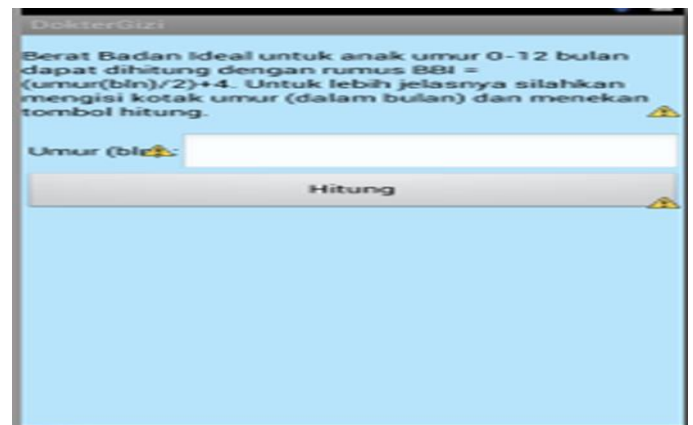 DokterGizi
Berat Badan Ideal untuk anak umur 0-12 bulan
dapat dihitung dengan rumus BBI =
(umur(bln)/2)+4. Untuk lebih jelasnya silahkan
mengisi kotak umur (dalam bulan) dan menekan
tombol hitung.
Umur (bln) :
Hitung